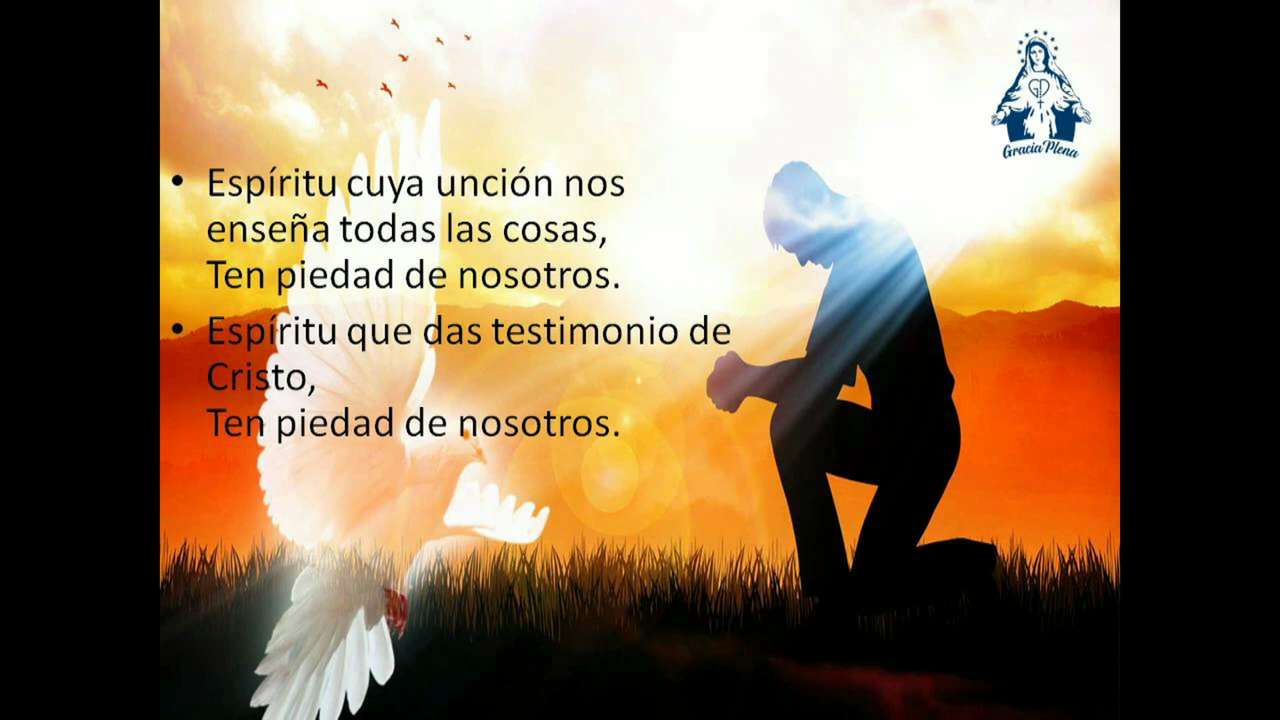 Gracia Plena
• Espíritu cuya unción nos
enseña todas las cosas,
Ten piedad de nosotros.
• Espíritu que das testimonio de
Cristo,
Ten piedad de nosotros.